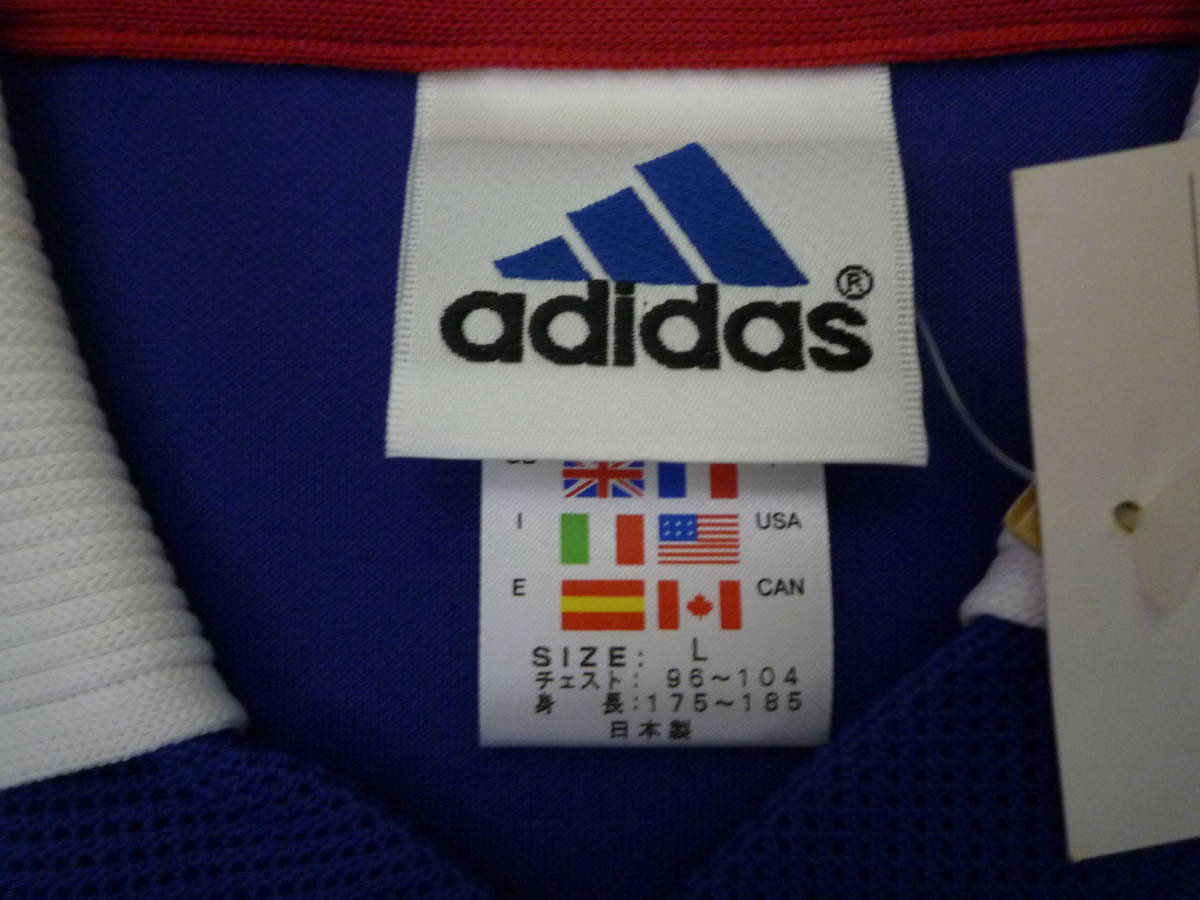 adidas®
I USA
E CAN
SIZE: L
チェスト: 96～104
身 長:175～185
日本製